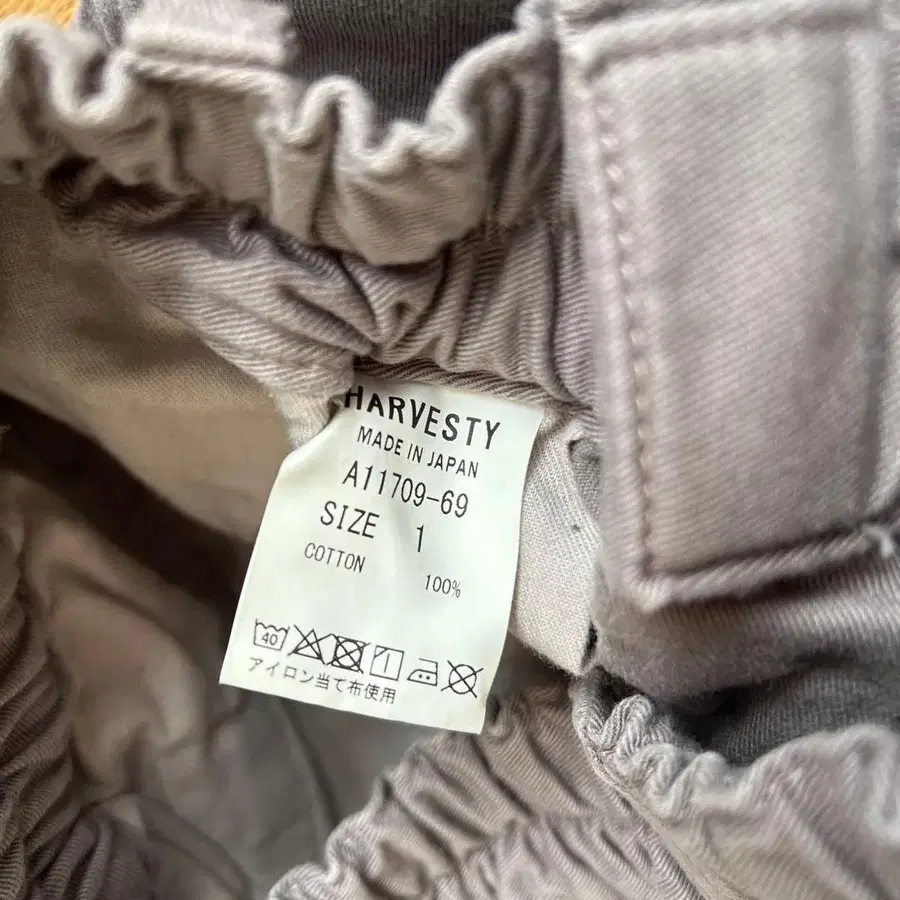 HARVESTY
MADE IN JAPAN
A11709-69
SIZE 1
COTTON 100%
40
アイロン当て布使用